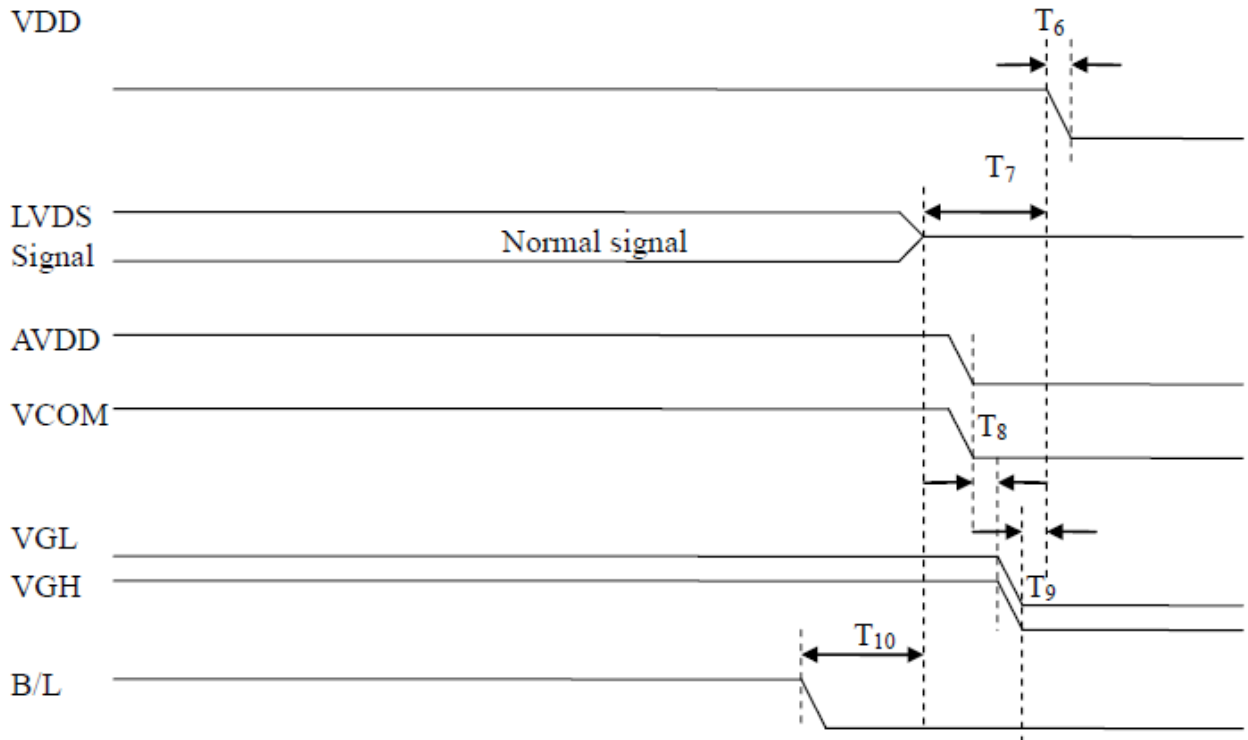 VDD
T6
T7
LVDS
Signal
Normal signal
AVDD
VCOM
T8
VGL
VGH
T9
T10
B/L